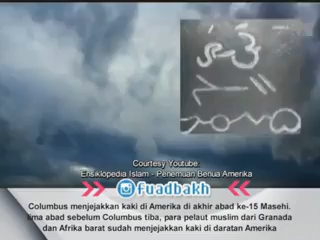 Courtesy Youtube:
Ensiklopedia Islam - Penemuan Benua Amerika
fuadbakh
Columbus menjejakkan kaki di Amerika di akhir abad ke-15 Masehi.
lima abad sebelum Columbus tiba, para pelaut muslim dari Granada
dan Afrika barat sudah menjejakkan kaki di daratan Amerika